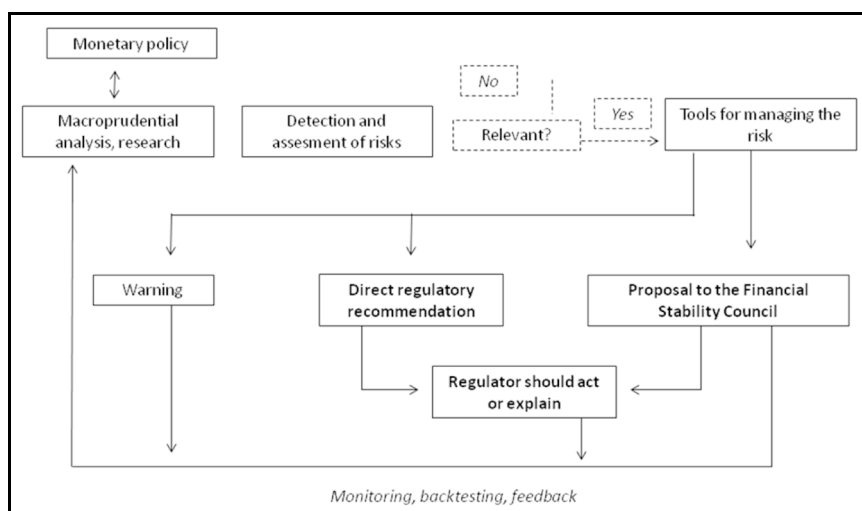 Monetary policy
Macroprudential
analysis, research
Detection and
assesment of risks
No
Relevant?
Yes
Tools for managing the
risk
Warning
Direct regulatory
recommendation
Proposal to the Financial
Stability Council
Regulator should act
or explain
Monitoring, backtesting, feedback